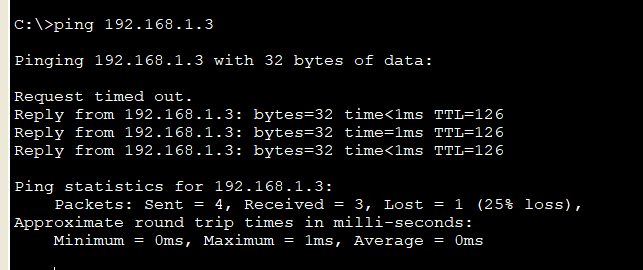 C:\>ping 192.168.1.3
Pinging 192.168.1.3 with 32 bytes of data:
Request timed out.
Reply from 192.168.1.3: bytes=32 time<1ms TTL=126
Reply from 192.168.1.3: bytes=32 time=1ms TTL=126
Reply from 192.168.1.3: bytes=32 time<1ms TTL=126
Ping statistics for 192.168.1.3:
Packets: Sent = 4, Received = 3, Lost = 1 (25% loss),
Approximate round trip times in milli-seconds:
Minimum = 0ms, Maximum = 1ms, Average = 0ms